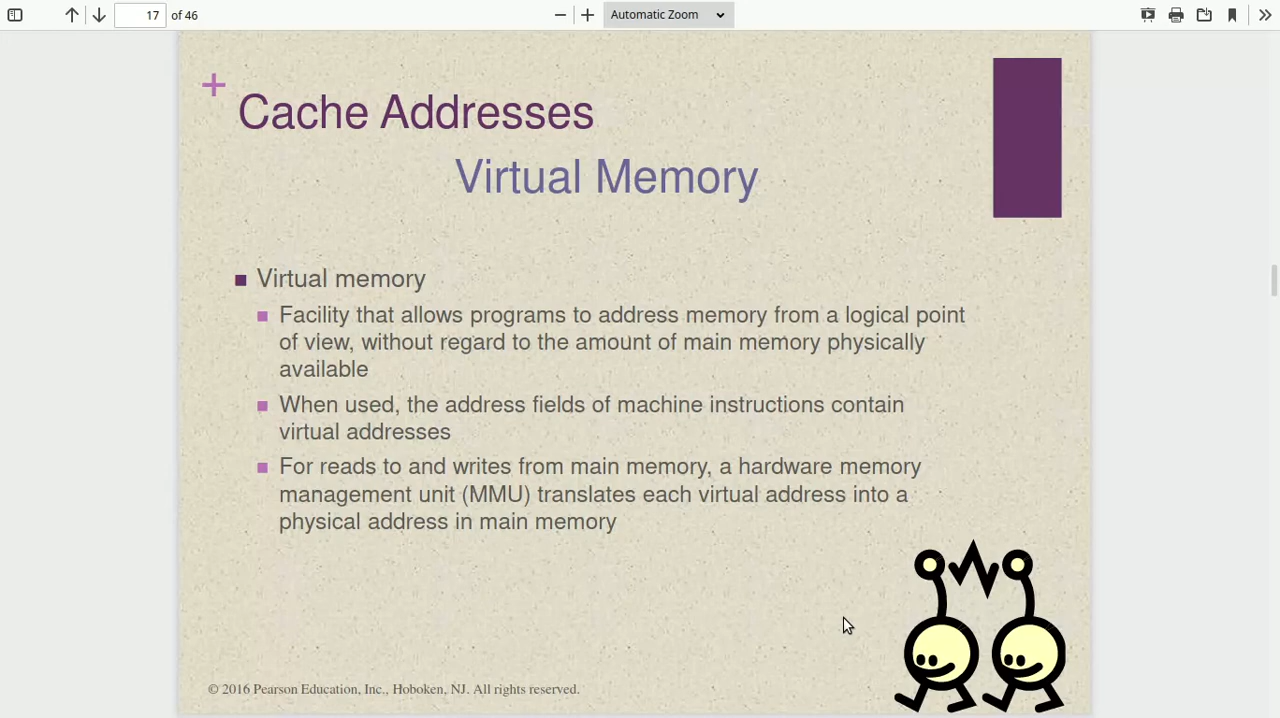 17 of 46 Automatic Zoom
+
Cache Addresses
Virtual Memory
Virtual memory
Facility that allows programs to address memory from a logical point
of view, without regard to the amount of main memory physically
available
When used, the address fields of machine instructions contain
virtual addresses
For reads to and writes from main memory, a hardware memory
management unit (MMU) translates each virtual address into a
physical address in main memory
© 2016 Pearson Education, Inc., Hoboken, NJ. All rights reserved.